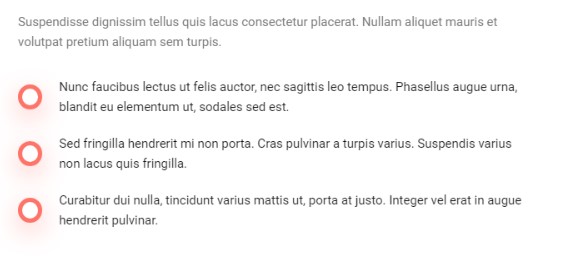 Suspendisse dignissim tellus quis lacus consectetur placerat. Nullam aliquet mauris et
volutpat pretium aliquam sem turpis.
Nunc faucibus lectus ut felis auctor, nec sagittis leo tempus. Phasellus augue urna,
blandit eu elementum ut, sodales sed est.
Sed fringilla hendrerit mi non porta. Cras pulvinar a turpis varius. Suspendis varius
non lacus quis fringilla.
Curabitur dui nulla, tincidunt varius mattis ut, porta at justo. Integer vel erat in augue
hendrerit pulvinar.